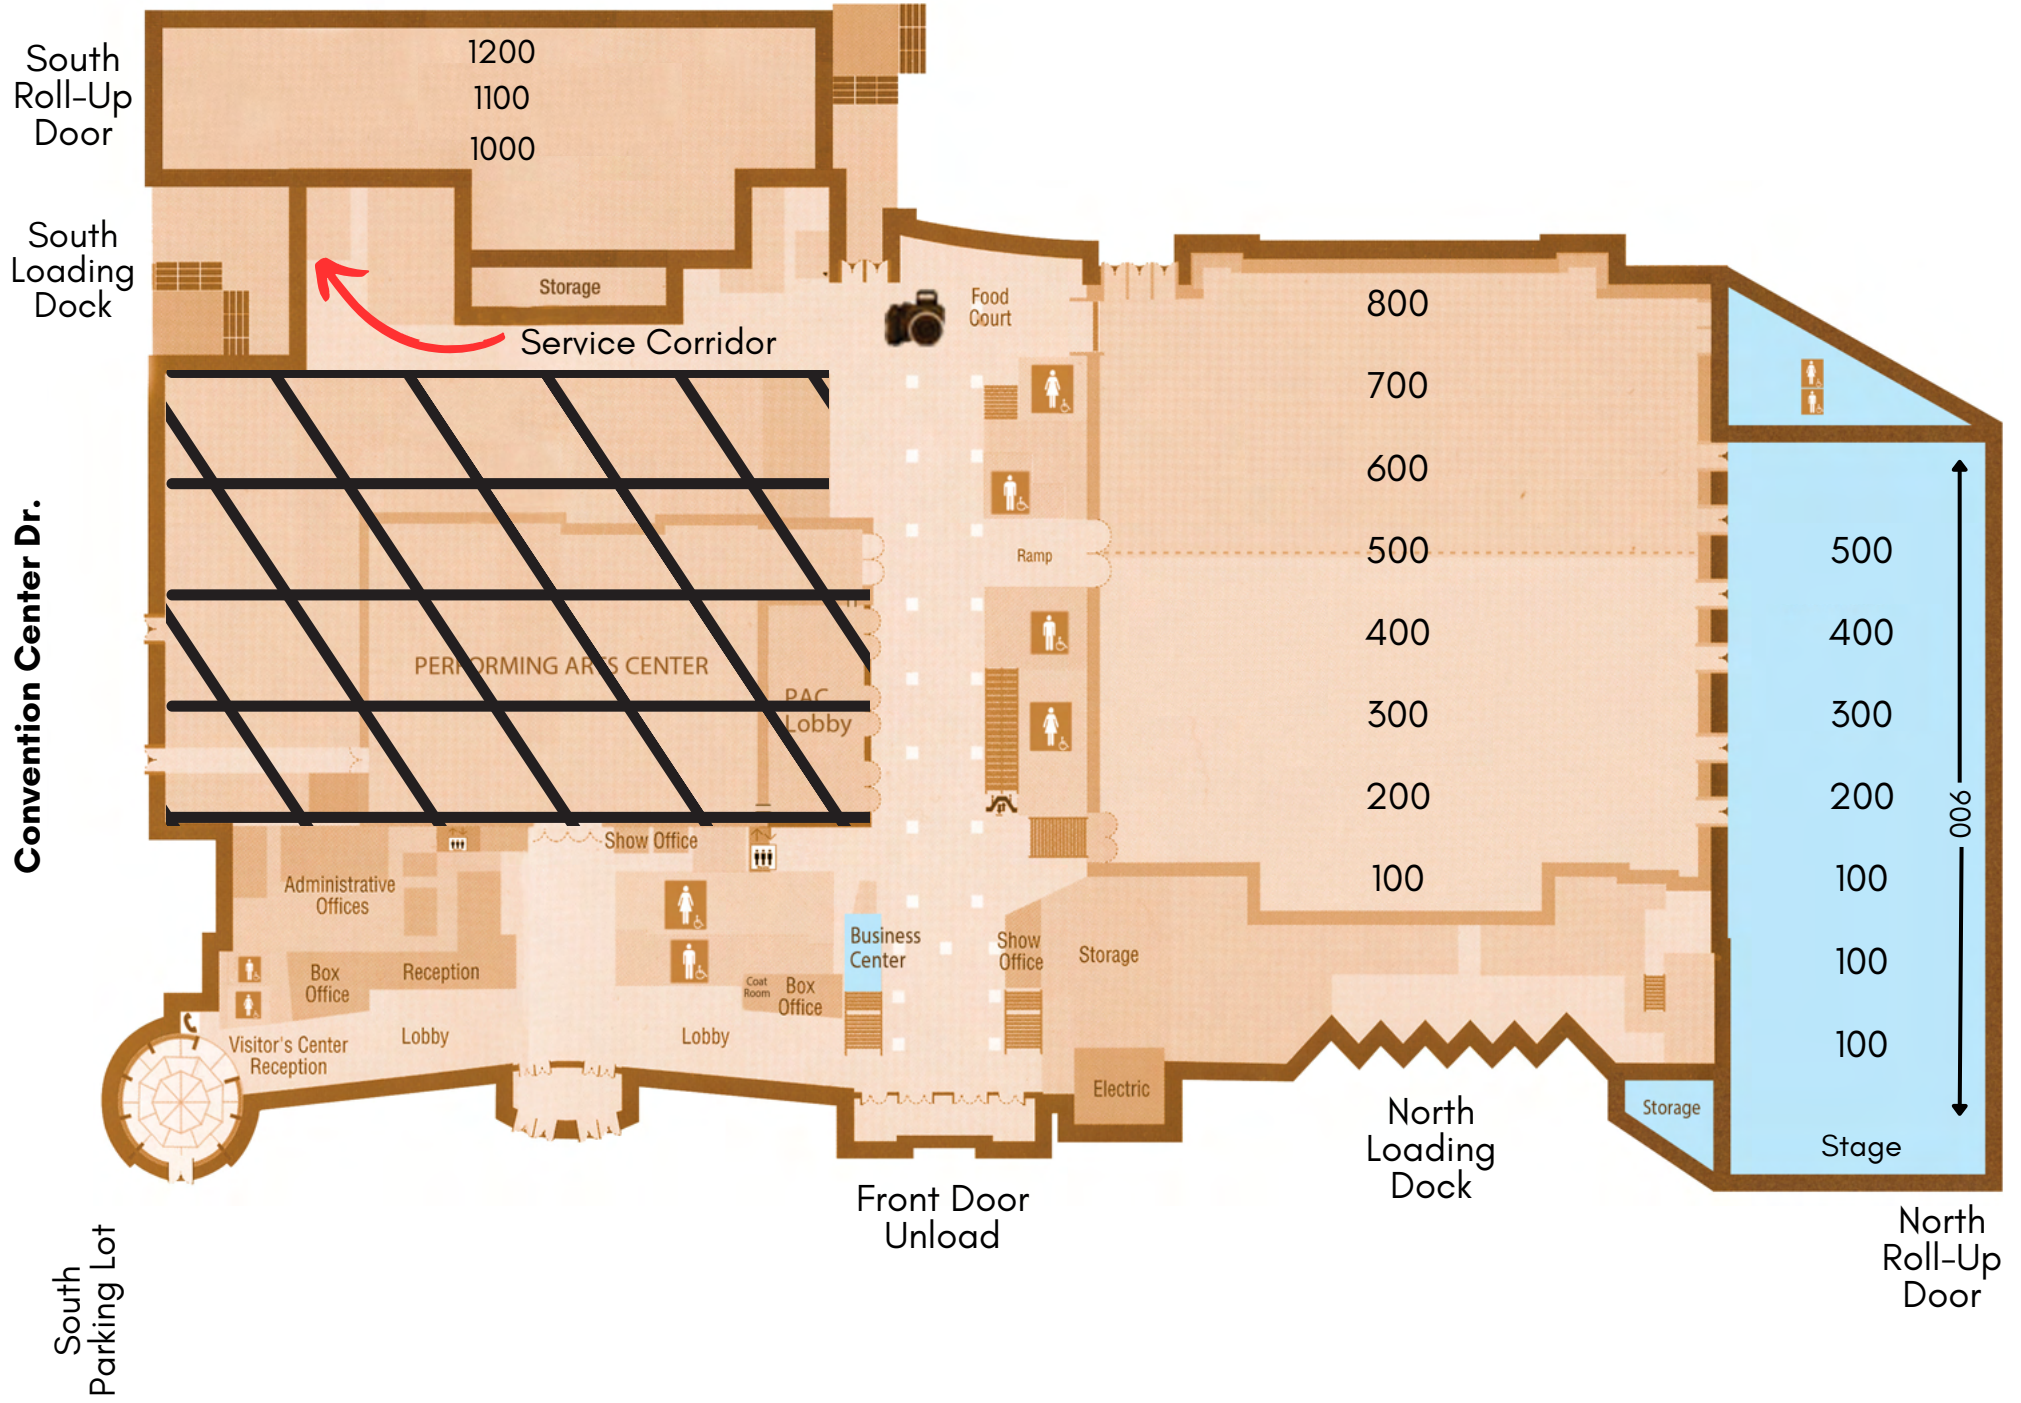 South
Roll-Up
Door
1200
1100
1000
South
Loading
Dock
Storage
Service Corridor
Food
Court
800
700
600
500
400
300
200
100
Ramp
500
400
300
200
100
100
100
900
Stage
Convention Center Dr.
PERFORMING ARTS CENTER
PAC
Lobby
Show Office
Administrative
Offices
Box
Office
Reception
Lobby
Visitor's Center
Reception
Lobby
Coat
Room
Box
Office
Business
Center
Show
Office
Storage
Electric
Storage
North
Loading
Dock
Front Door
Unload
North
Roll-Up
Door
South
Parking Lot